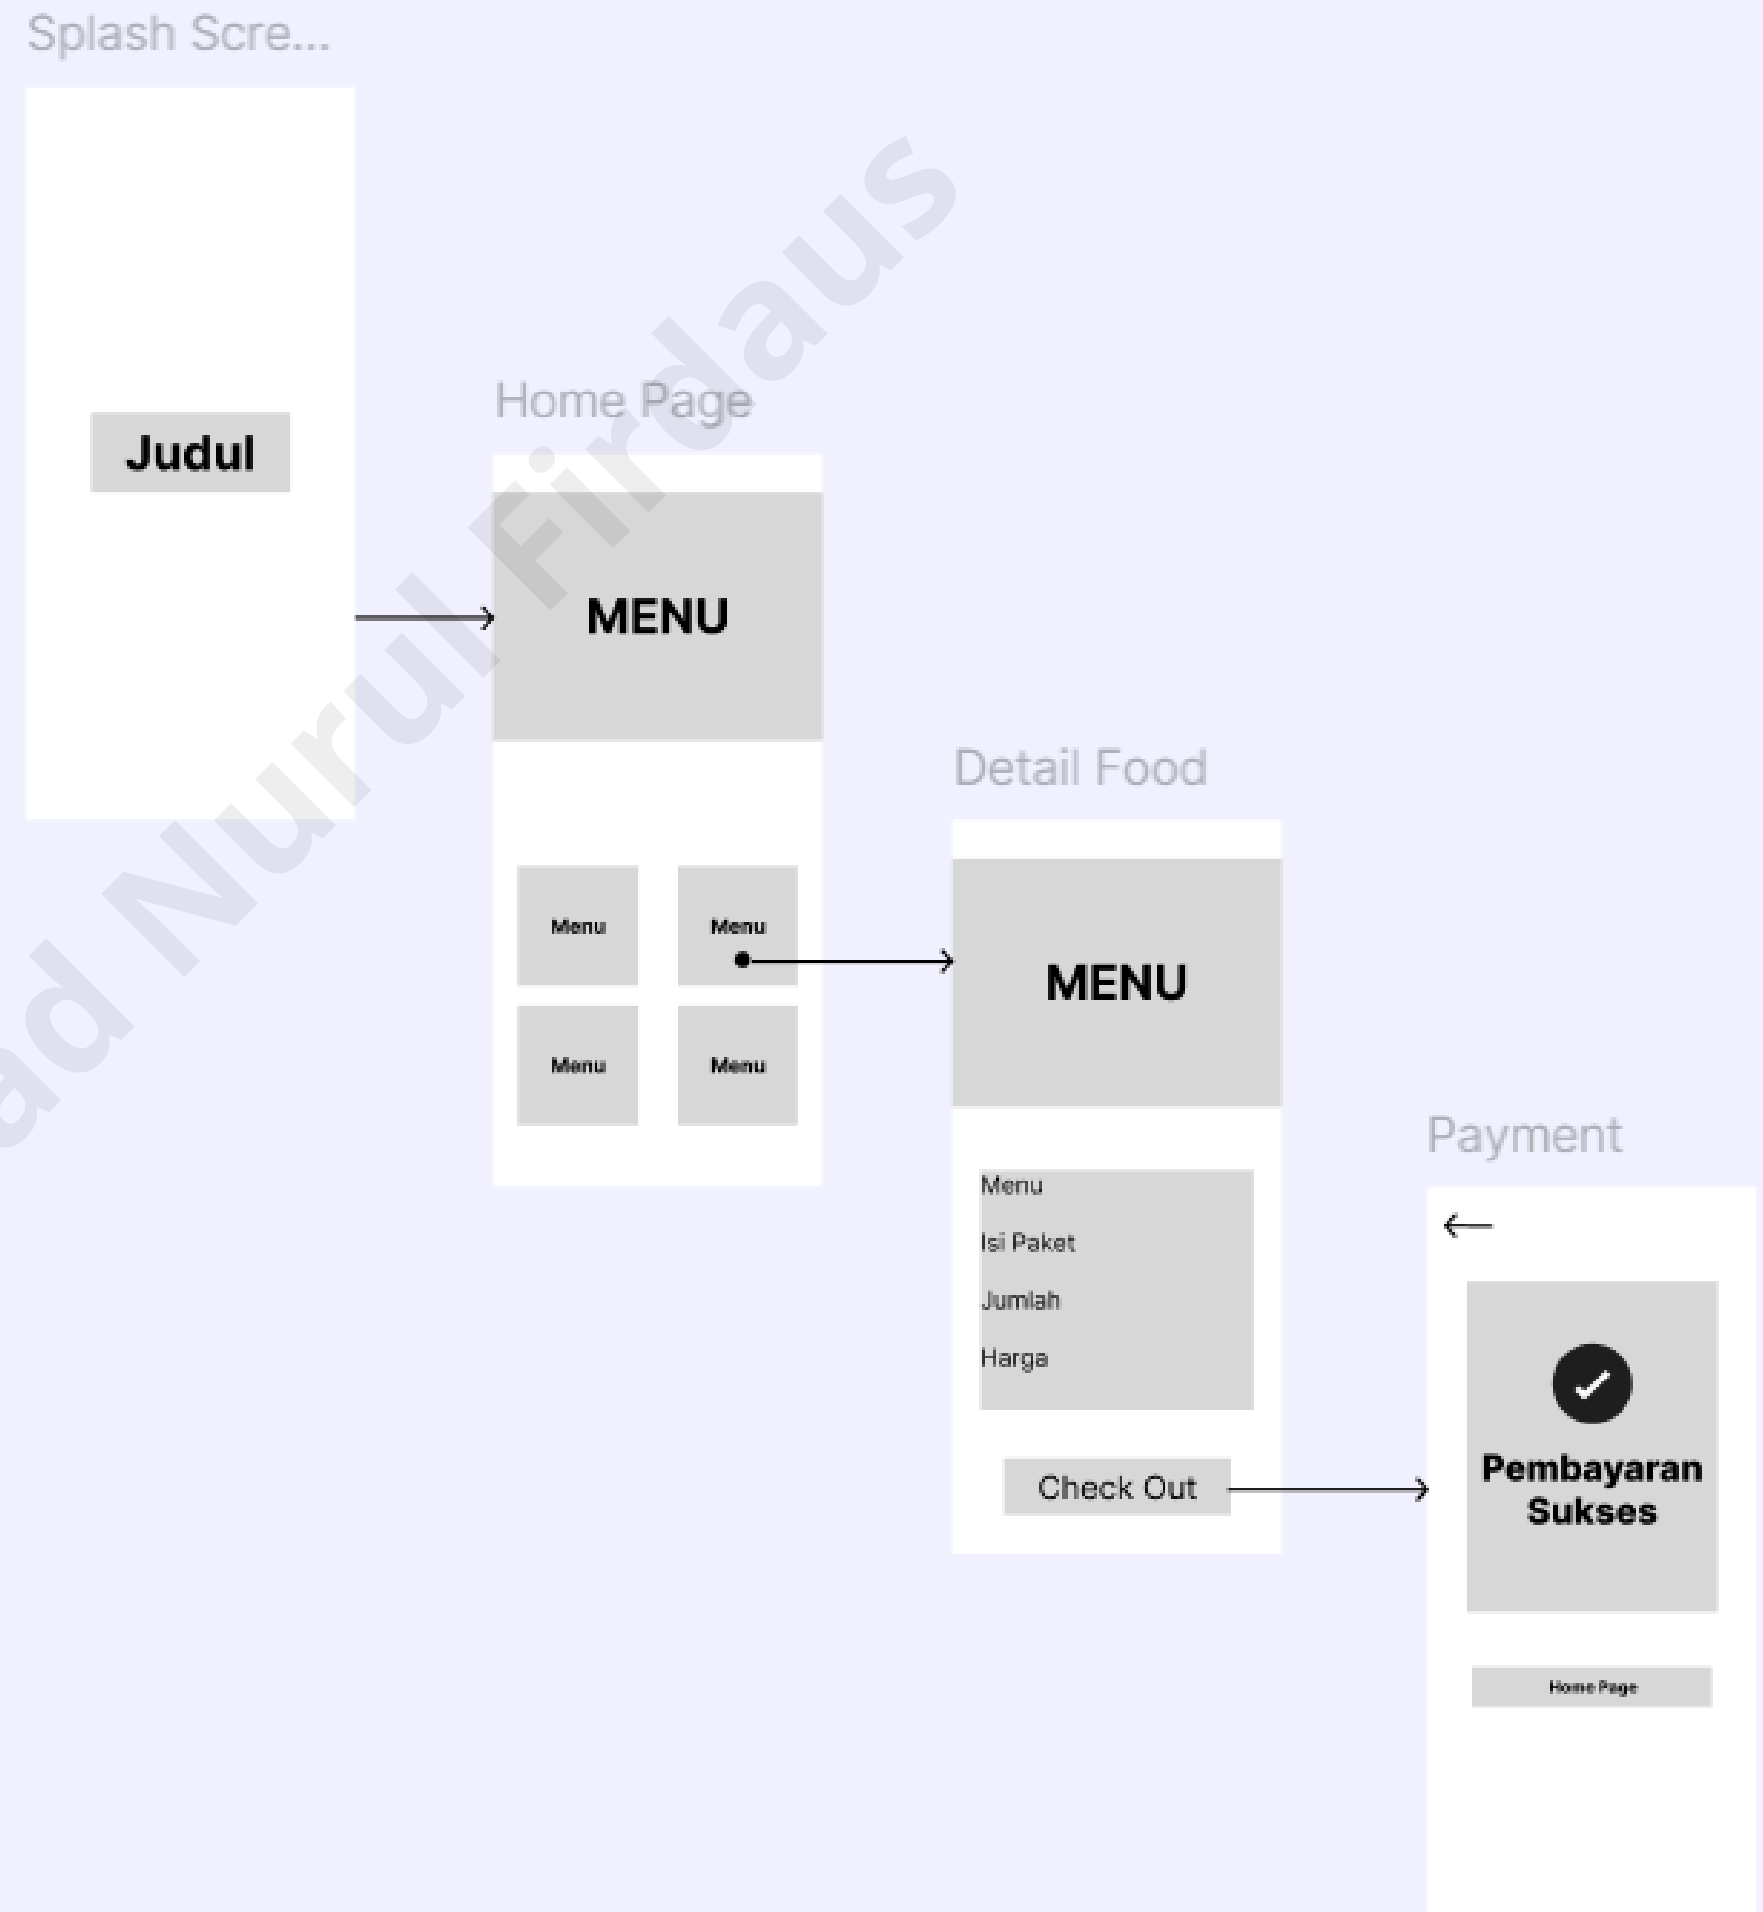 Splash Scre...
Judul
Home Page
MENU
Menu Menu
Menu Menu
Detail Food
MENU
Menu
Isi Paket
Jumlah
Harga
Check Out
Payment
Pembayaran
Sukses
Home Page
ad Nurul Firdaus